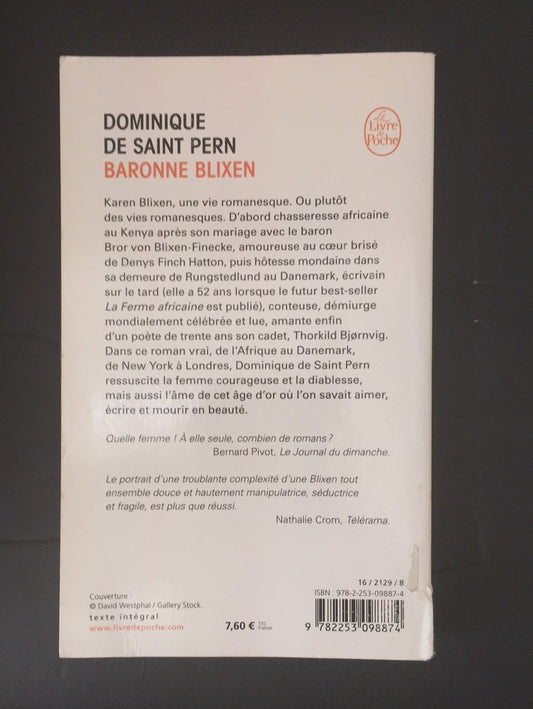 Le
Livre
de
Poche
DOMINIQUE
DE SAINT PERN
BARONNE BLIXEN
Karen Blixen, une vie romanesque. Ou plutôt
des vies romanesques. D'abord chasseresse africaine
au Kenya après son mariage avec le baron
Bror von Blixen-Finecke, amoureuse au cœur brisé
de Denys Finch Hatton, puis hôtesse mondaine dans
sa demeure de Rungstedlund au Danemark, écrivain
sur le tard (elle a 52 ans lorsque le futur best-seller
La Ferme africaine est publié), conteuse, démiurge
mondialement célébrée et lue, amante enfin
d'un poète de trente ans son cadet, Thorkild Bjørnvig.
Dans ce roman vrai, de l'Afrique au Danemark,
de New York à Londres, Dominique de Saint Pern
ressuscite la femme courageuse et la diablesse,
mais aussi l'âme de cet âge d'or où l'on savait aimer,
écrire et mourir en beauté.
Quelle femme ! À elle seule, combien de romans ?
Bernard Pivot, Le Journal du dimanche.
Le portrait d'une troublante complexité d'une Blixen tout
ensemble douce et hautement manipulatrice, séductrice
et fragile, est plus que réussi.
Nathalie Crom, Télérama.
Couverture :
© David Westphal / Gallery Stock.
texte intégral
www.livredepoche.com
7,60 € TTC
France
16 / 2129 / 8
ISBN : 978-2-253-09887-4
9 782253 098874